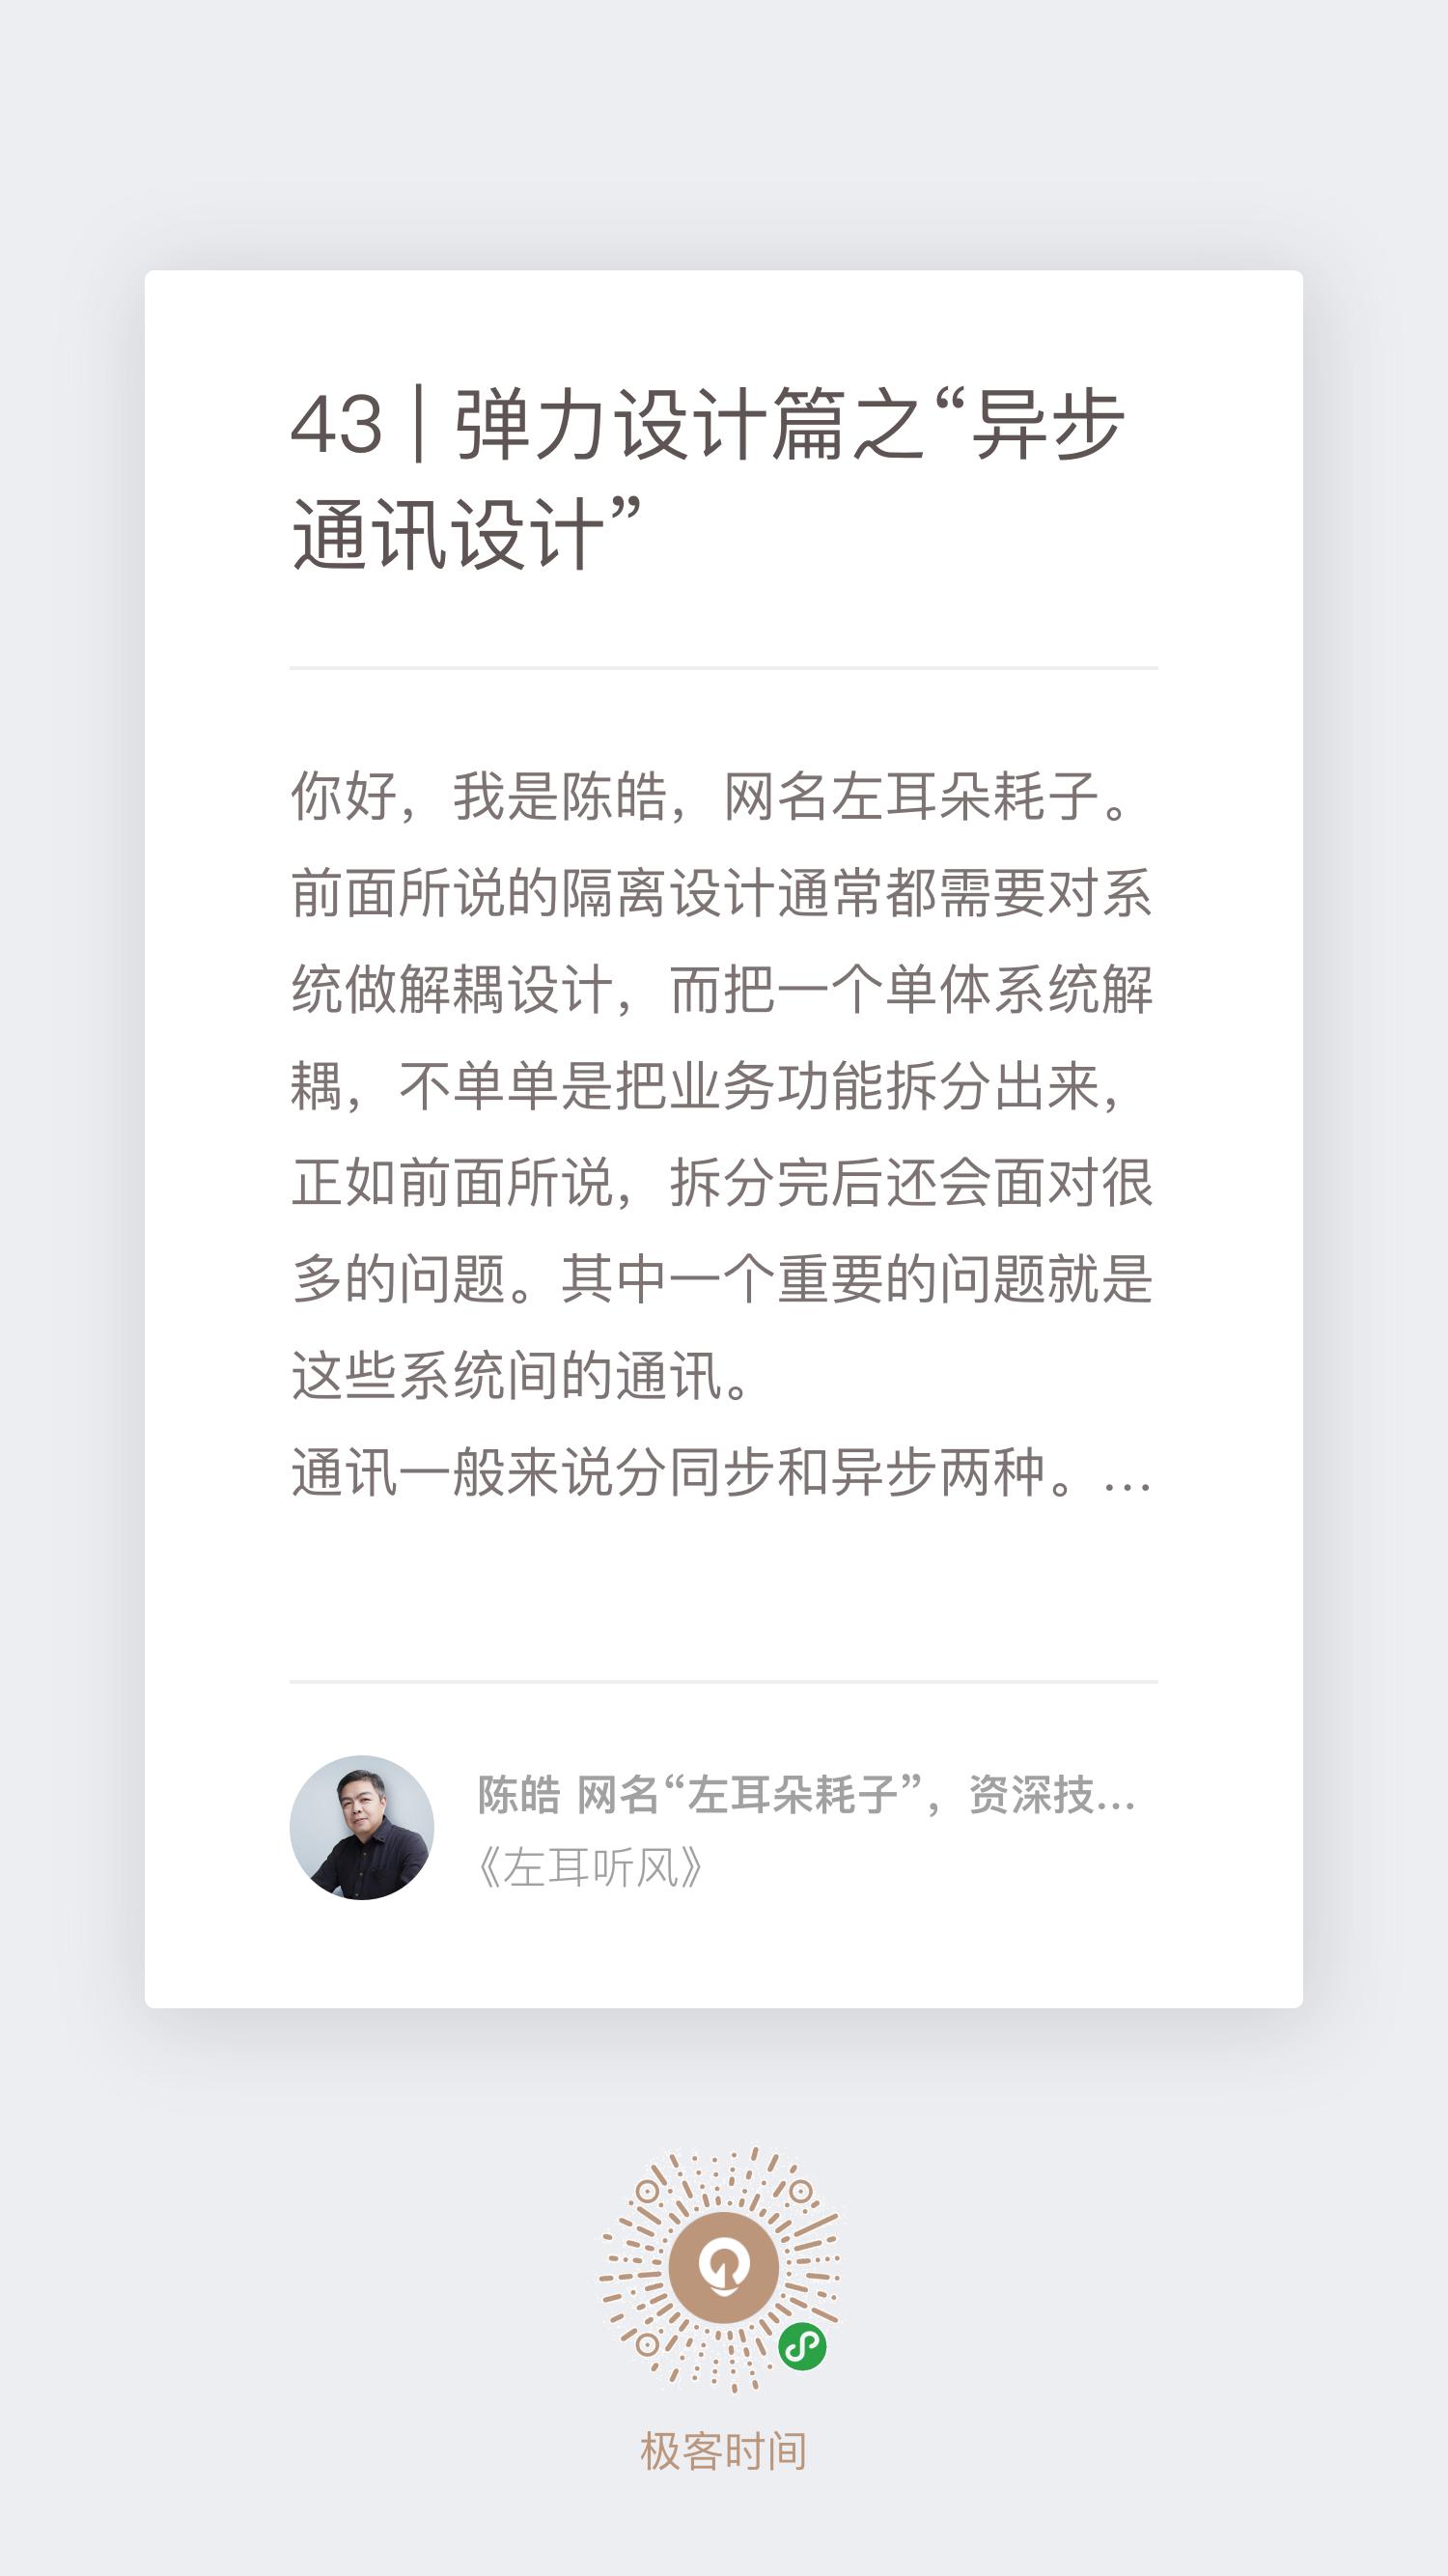 43 | 弹力设计篇之“异步
通讯设计”
你好，我是陈皓，网名左耳朵耗子。
前面所说的隔离设计通常都需要对系
统做解耦设计，而把一个单体系统解
耦，不单单是把业务功能拆分出来，
正如前面所说，拆分完后还会面对很
多的问题。其中一个重要的问题就是
这些系统间的通讯。
通讯一般来说分同步和异步两种。...
陈皓 网名“左耳朵耗子”，资深技...
《左耳听风》
极客时间